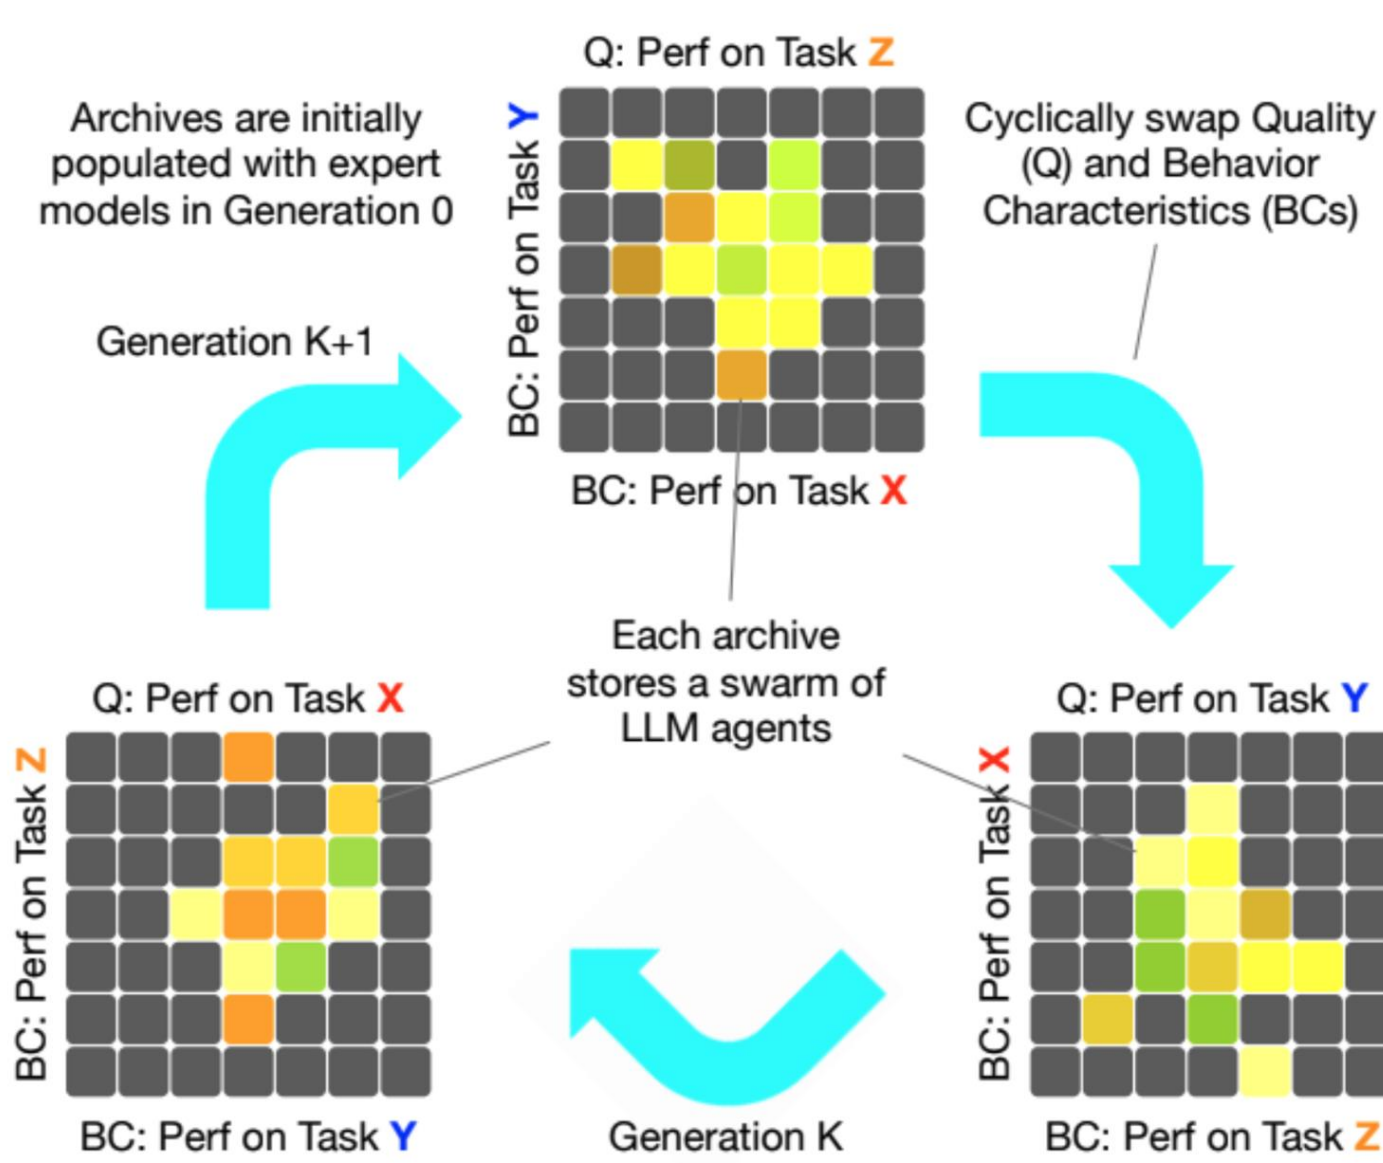 Q: Perf on Task Z
BC: Perf on Task Y
BC: Perf on Task X
Archives are initially
populated with expert
models in Generation 0
Cyclically swap Quality
(Q) and Behavior
Characteristics (BCs)
Generation K+1
Each archive
stores a swarm of
LLM agents
Q: Perf on Task X
BC: Perf on Task Z
BC: Perf on Task Y
Q: Perf on Task Y
BC: Perf on Task X
BC: Perf on Task Z
Generation K